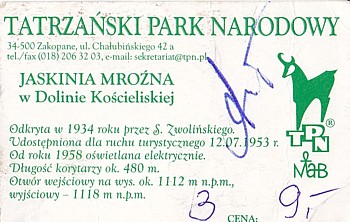 TATRZAŃSKI PARK NARODOWY
34-500 Zakopane, ul. Chałubińskiego 42 a
tel./fax (018) 206 32 03, e-mail: sekretariat@tpn.pl
JASKINIA MROŹNA
w Dolinie Kościeliskiej
Odkryta w 1934 roku przez S. Zwolińskiego.
Udostępniona dla ruchu turystycznego 12.07.1953 r.
Od roku 1958 oświetlana elektrycznie.
Długość korytarzy ok. 480 m.
Otwór wejściowy na wys. ok. 1112 m n.p.m.,
wyjściowy – 1118 m n.p.m.
TPN®
MaB
3
9,-
CENA: